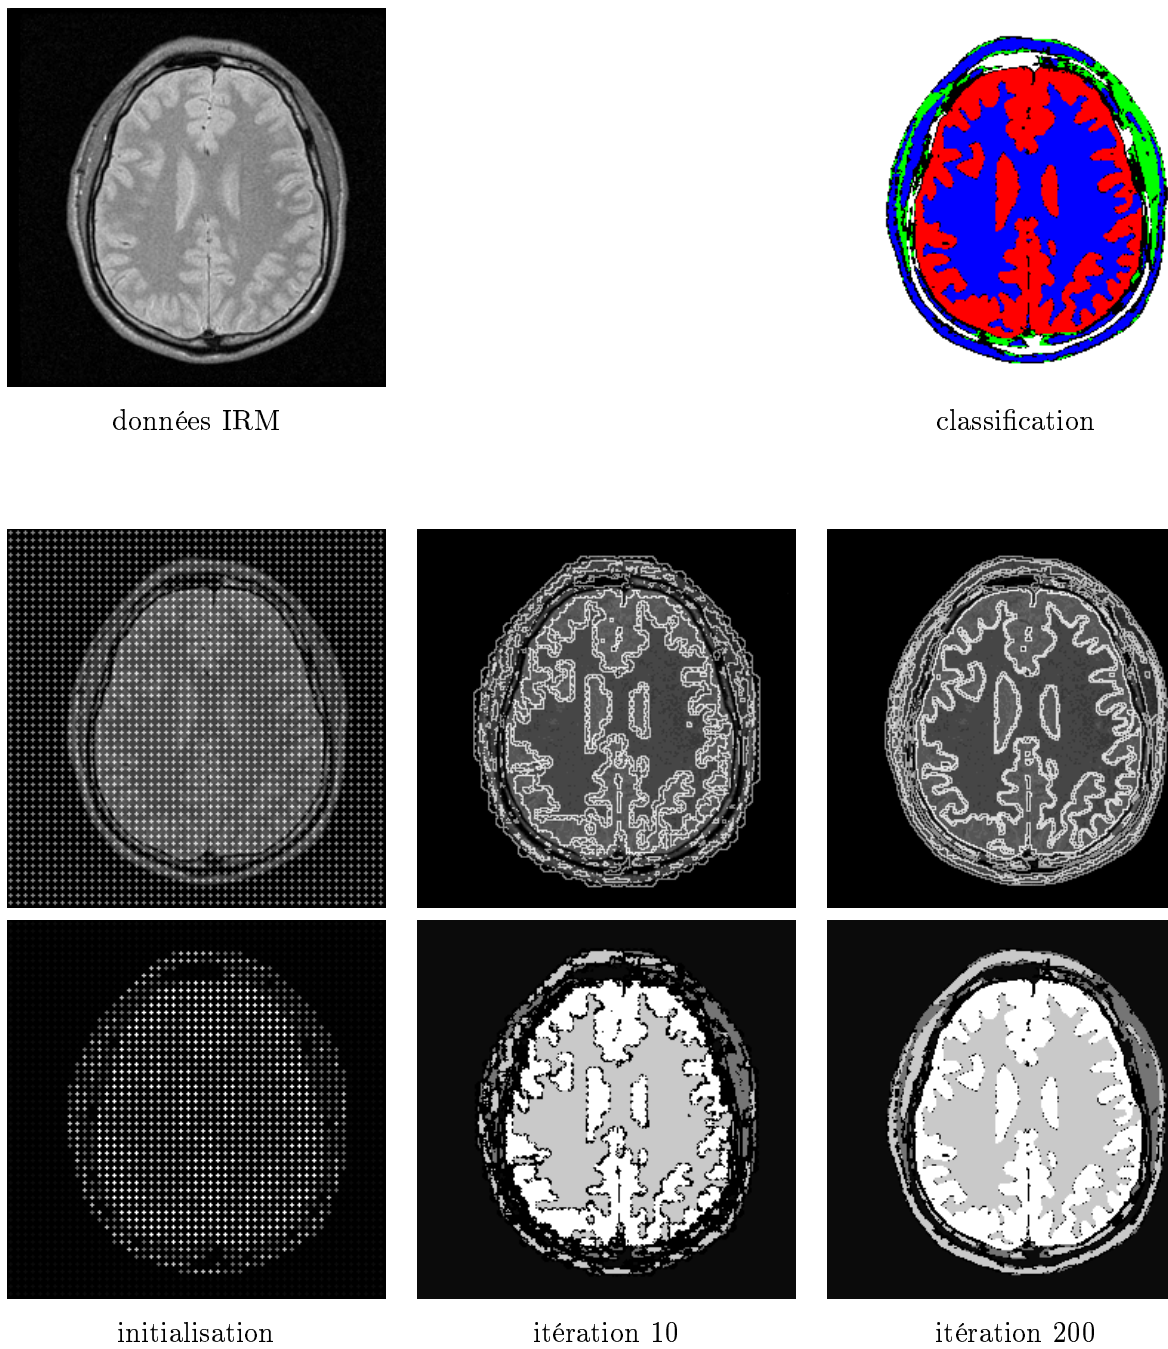 données IRM
classification
initialisation
itération 10
itération 200